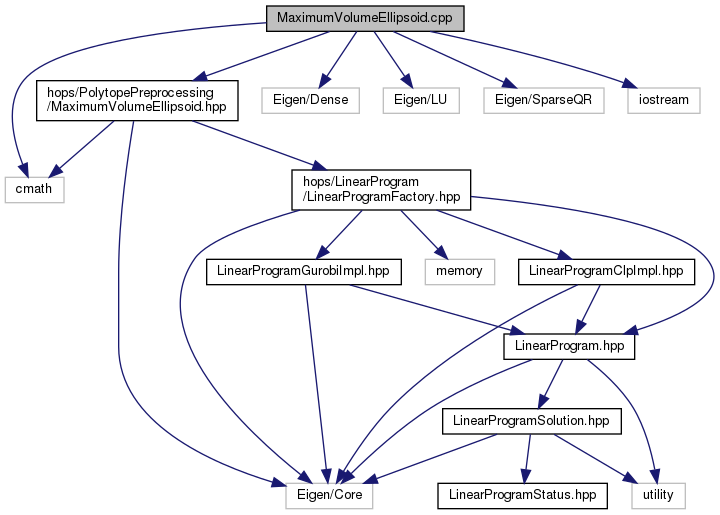 MaximumVolumeEllipsoid.cpp
hops/PolytopePreprocessing
/MaximumVolumeEllipsoid.hpp
Eigen/Dense
Eigen/LU
Eigen/SparseQR
iostream
cmath
hops/LinearProgram
/LinearProgramFactory.hpp
LinearProgramGurobiImpl.hpp
memory
LinearProgramClpImpl.hpp
LinearProgram.hpp
LinearProgramSolution.hpp
Eigen/Core
LinearProgramStatus.hpp
utility